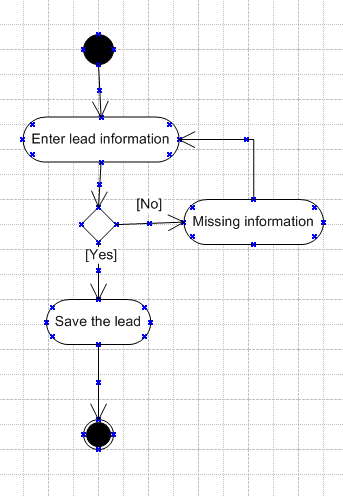 Enter lead information
[No]
Missing information
[Yes]
Save the lead